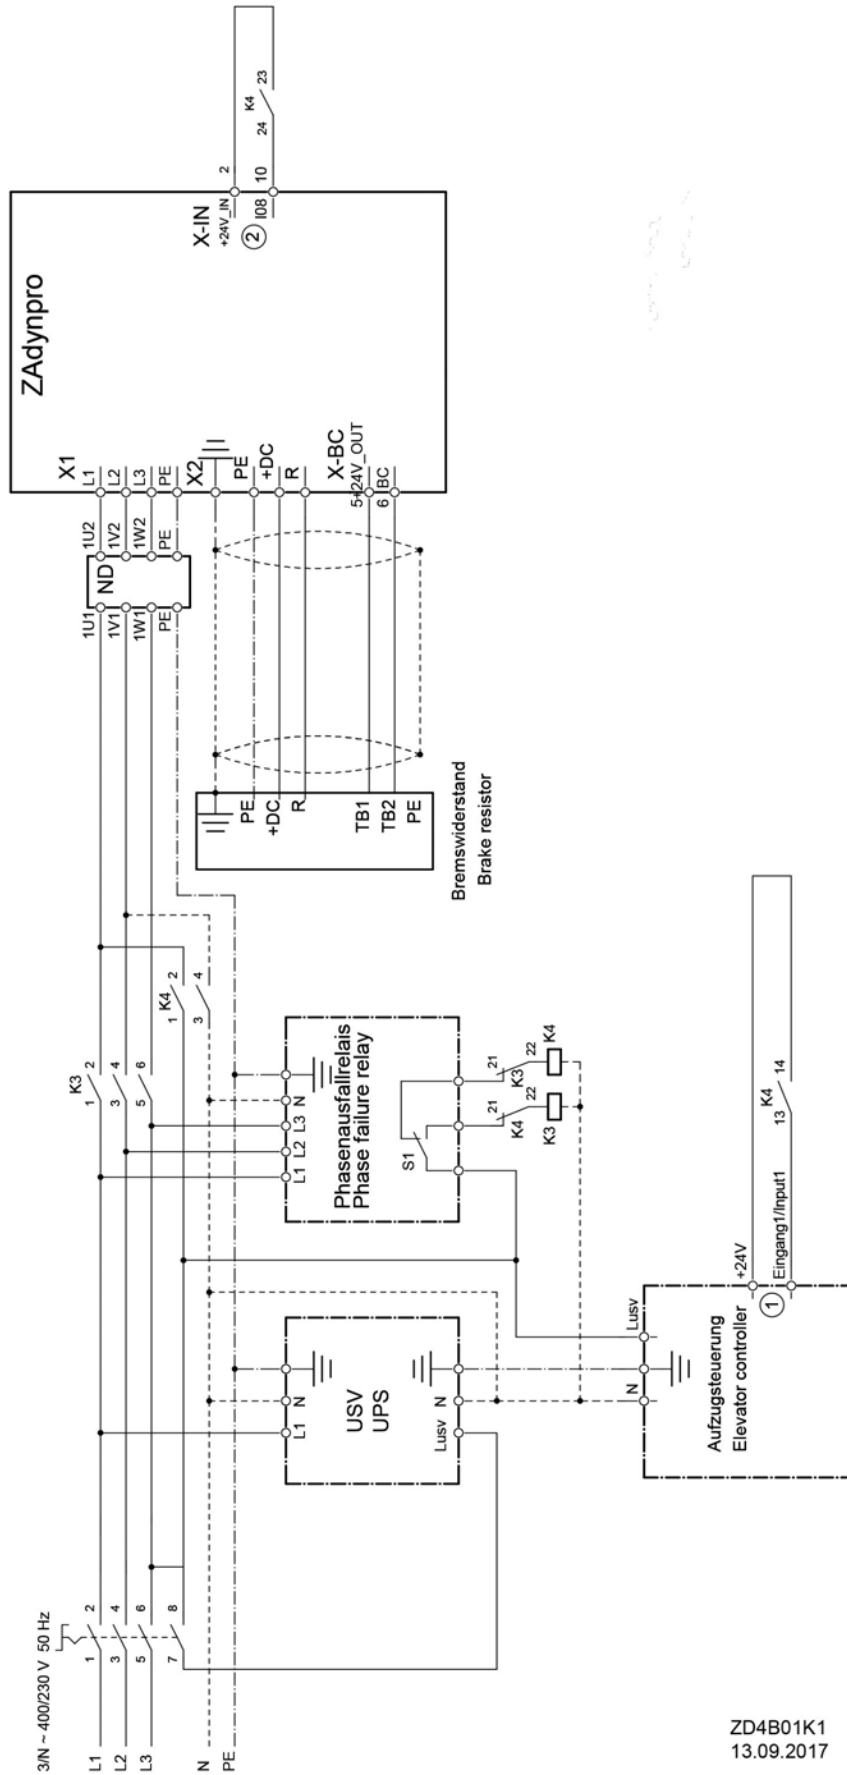 3/N ~ 400/230 V 50 Hz
L1
L2
L3
N
PE
1 2
3 4
5 6
7 8
K3
1 2
3 4
5 6
K4
1 2
3 4
USV
UPS
L1
N
Lusv
N
Phasenausfallrelais
Phase failure relay
L1
L2
L3
N
S1
21
K4
22
K3
21
K3
22
K4
Aufzugsteuerung
Elevator controller
N
Lusv
+24V
1
Eingang1/Input1
13
K4
14
Bremswiderstand
Brake resistor
PE
+DC
R
TB1
TB2
PE
ND
1U1
1V1
1W1
PE
1U2
1V2
1W2
PE
ZAdynpro
X1
L1
L2
L3
PE
X2
PE
+DC
R
X-BC
5 +24V_OUT
6 BC
X-IN
+24V_IN
2
2
I08
10
24
K4
23
ZD4B01K1
13.09.2017